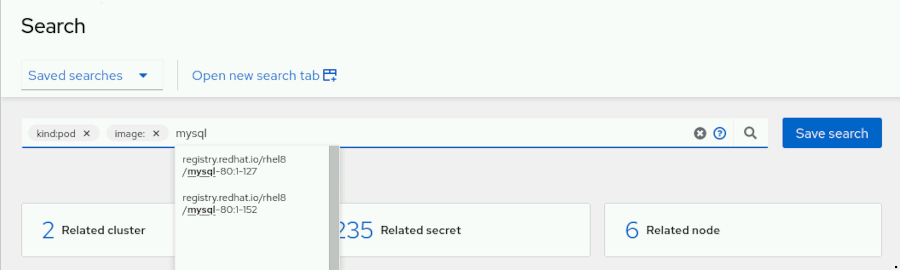 Search
Saved searches
Open new search tab
kind:pod
image:
mysql
Save search
registry.redhat.io/rhel8
/mysql-80:1-127
registry.redhat.io/rhel8
/mysql-80:1-152
2 Related cluster
235 Related secret
6 Related node